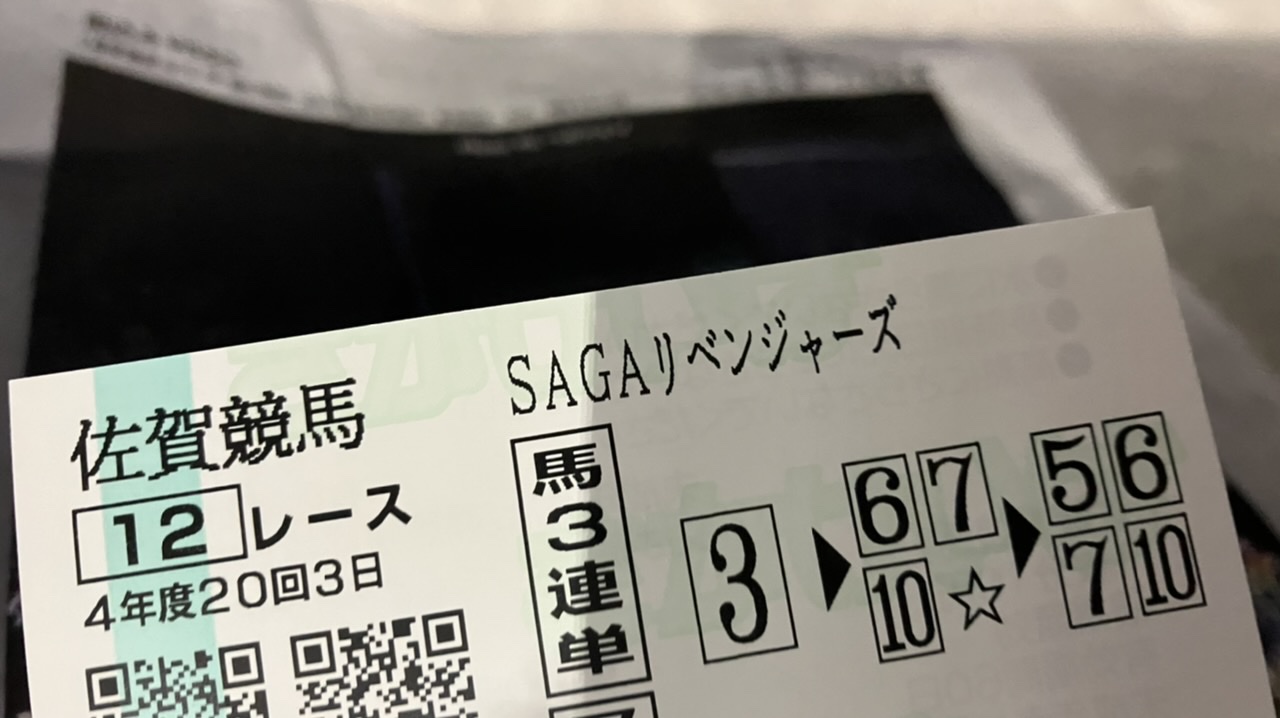 佐賀競馬
12レース
4年度20回3日
SAGAリベンジャーズ
馬3連単
3▶6 7▶5 6
10☆ 7 10